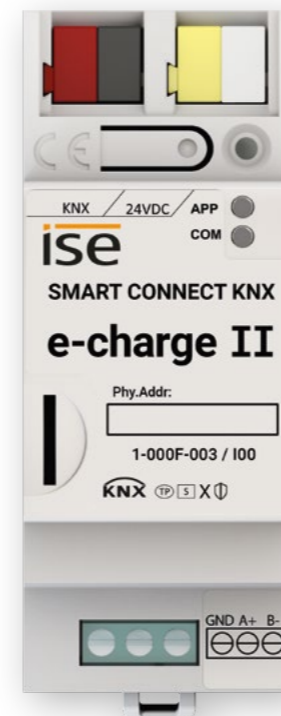 CE
KNX / 24VDC / APP
COM
ise
SMART CONNECT KNX
e-charge II
Phy.Addr:
1-000F-003 / I00
KNX TP S X
GND A+ B-